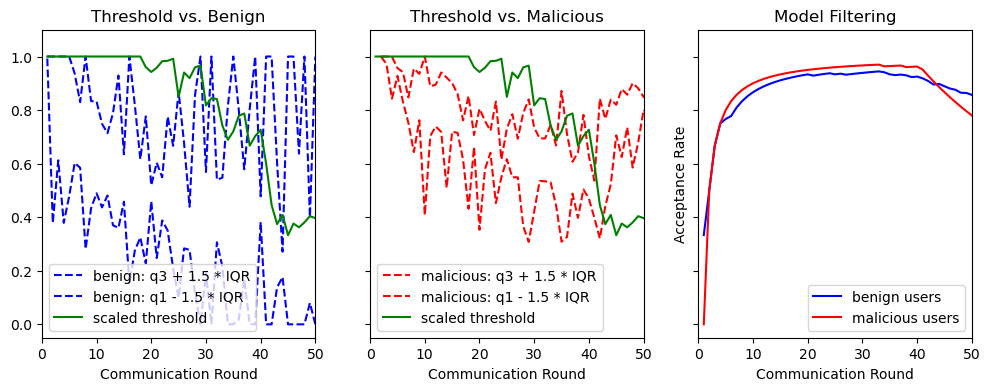 Threshold vs. Benign
1.0
0.8
0.6
0.4
0.2
0.0
benign: q3 + 1.5 * IQR
benign: q1 - 1.5 * IQR
scaled threshold
0 10 20 30 40 50
Communication Round
Threshold vs. Malicious
malicious: q3 + 1.5 * IQR
malicious: q1 - 1.5 * IQR
scaled threshold
0 10 20 30 40 50
Communication Round
Model Filtering
Acceptance Rate
benign users
malicious users
0 10 20 30 40 50
Communication Round